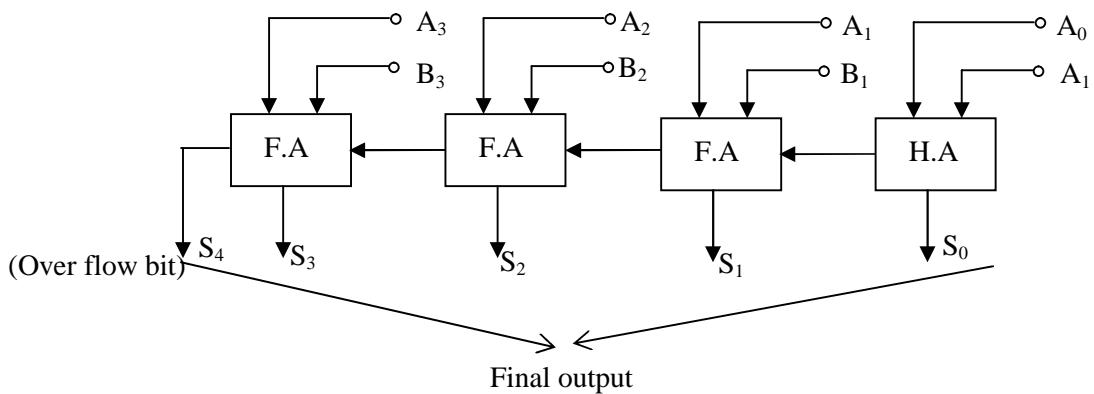 A₃ A₂ A₁ A₀
B₃ B₂ B₁ A₁
F.A F.A F.A H.A
S₄ S₃ S₂ S₁ S₀
(Over flow bit)
Final output